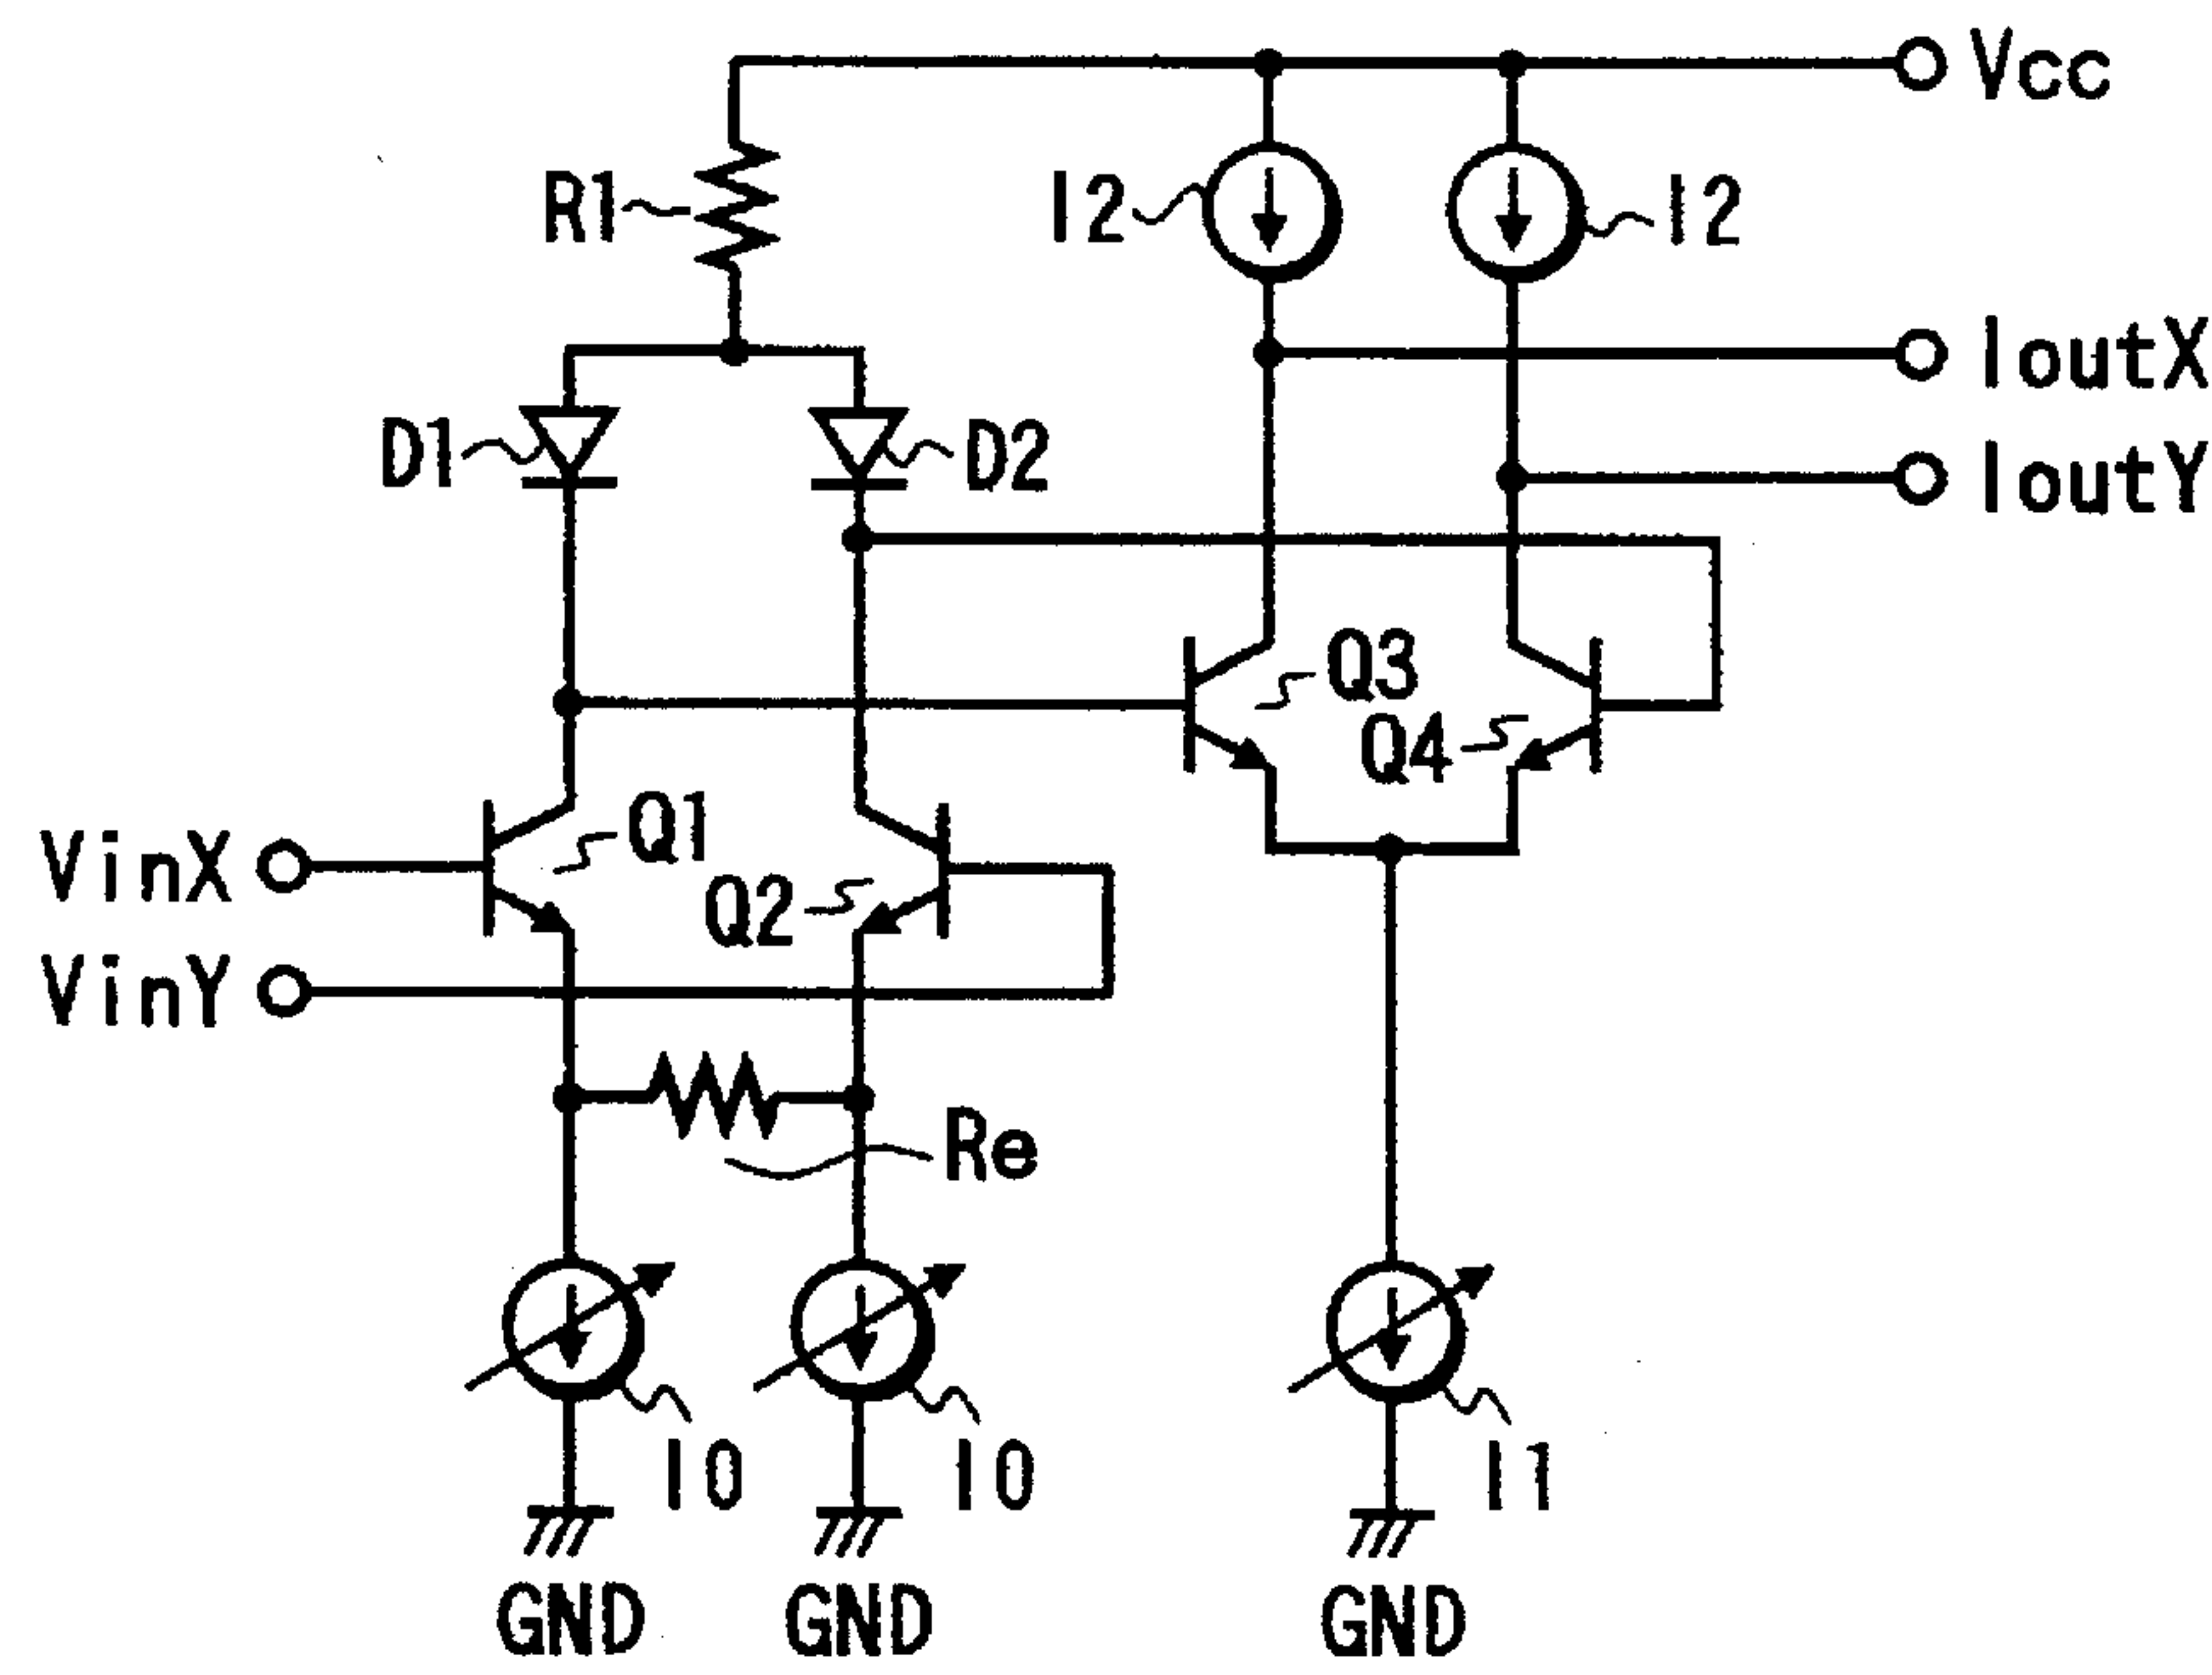 Vcc
R1
I2
I2
IoutX
D1
D2
IoutY
Q3
Q4
Q1
VinX
Q2
VinY
Re
I0
I0
I1
GND
GND
GND